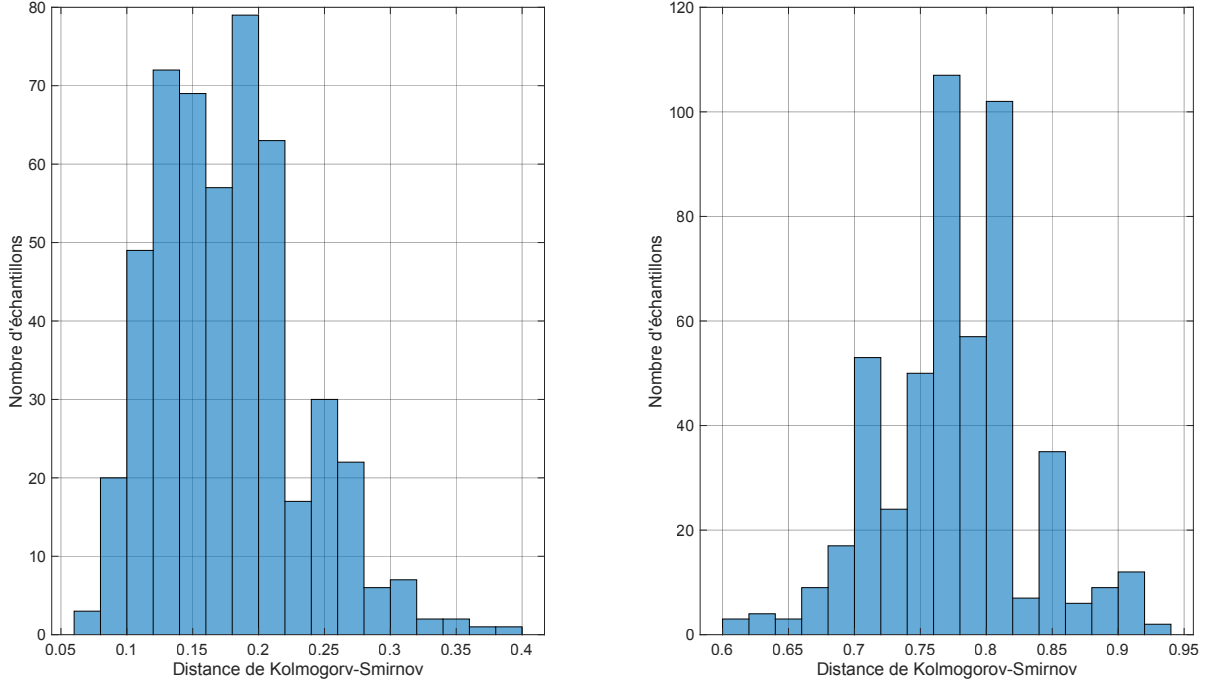 80
70
60
50
40
30
20
10
0
Nombre d'échantillons
0.05 0.1 0.15 0.2 0.25 0.3 0.35 0.4
Distance de Kolmogorv-Smirnov
120
100
80
60
40
20
0
Nombre d'échantillons
0.6 0.65 0.7 0.75 0.8 0.85 0.9 0.95
Distance de Kolmogorov-Smirnov